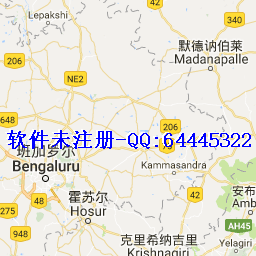 Lepakshi
42
默德讷伯莱
Madanapalle
206
NE2
648
软件未注册-QQ:64445322
206
4
班加罗尔
Bengaluru
Kammasandra
275
霍苏尔
Hosur
42
安布
Amb
948
克里希纳吉里
Krishnagiri
AH45
Yelagiri